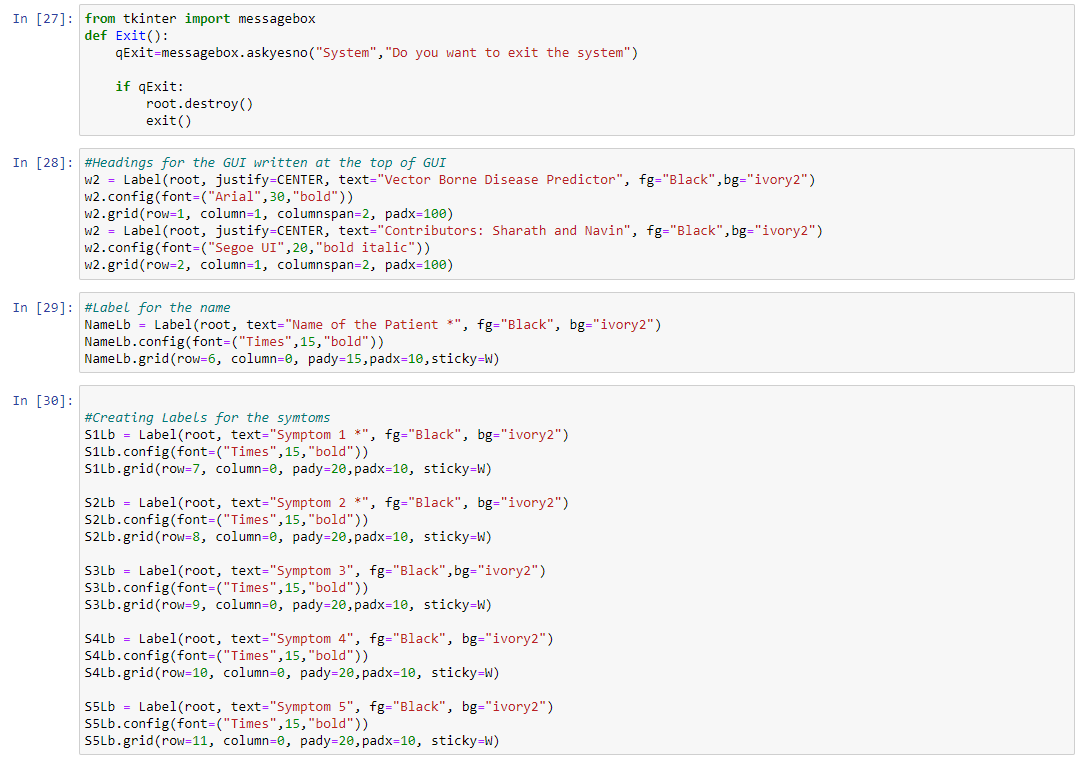 In [27]: from tkinter import messagebox
def Exit():
    qExit=messagebox.askyesno("System","Do you want to exit the system")

    if qExit:
        root.destroy()
        exit()

In [28]: #Headings for the GUI written at the top of GUI
w2 = Label(root, justify=CENTER, text="Vector Borne Disease Predictor", fg="Black",bg="ivory2")
w2.config(font=("Arial",30,"bold"))
w2.grid(row=1, column=1, columnspan=2, padx=100)
w2 = Label(root, justify=CENTER, text="Contributors: Sharath and Navin", fg="Black",bg="ivory2")
w2.config(font=("Segoe UI",20,"bold italic"))
w2.grid(row=2, column=1, columnspan=2, padx=100)

In [29]: #Label for the name
NameLb = Label(root, text="Name of the Patient *", fg="Black", bg="ivory2")
NameLb.config(font=("Times",15,"bold"))
NameLb.grid(row=6, column=0, pady=15,padx=10,sticky=W)

In [30]:
#Creating Labels for the symtoms
S1Lb = Label(root, text="Symptom 1 *", fg="Black", bg="ivory2")
S1Lb.config(font=("Times",15,"bold"))
S1Lb.grid(row=7, column=0, pady=20,padx=10, sticky=W)

S2Lb = Label(root, text="Symptom 2 *", fg="Black", bg="ivory2")
S2Lb.config(font=("Times",15,"bold"))
S2Lb.grid(row=8, column=0, pady=20,padx=10, sticky=W)

S3Lb = Label(root, text="Symptom 3", fg="Black",bg="ivory2")
S3Lb.config(font=("Times",15,"bold"))
S3Lb.grid(row=9, column=0, pady=20,padx=10, sticky=W)

S4Lb = Label(root, text="Symptom 4", fg="Black", bg="ivory2")
S4Lb.config(font=("Times",15,"bold"))
S4Lb.grid(row=10, column=0, pady=20,padx=10, sticky=W)

S5Lb = Label(root, text="Symptom 5", fg="Black", bg="ivory2")
S5Lb.config(font=("Times",15,"bold"))
S5Lb.grid(row=11, column=0, pady=20,padx=10, sticky=W)